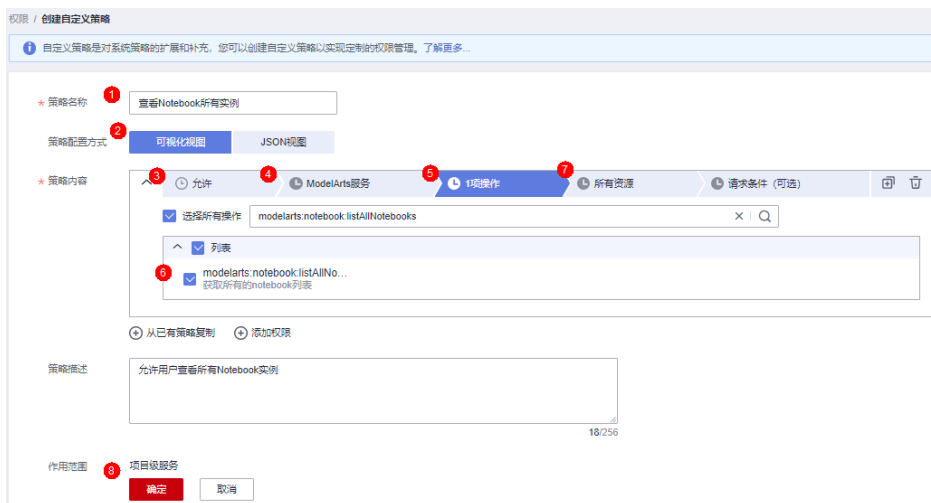 权限 / 创建自定义策略
自定义策略是对系统策略的扩展和补充，您可以创建自定义策略以实现定制的权限管理。了解更多...
* 策略名称 1 查看Notebook所有实例
策略配置方式 2 可视化视图 JSON视图
* 策略内容 3 允许 4 ModelArts服务 5 1项操作 7 所有资源 请求条件（可选）
选择所有操作 modelarts:notebook:listAllNotebooks
列表
6 modelarts:notebook:listAllNo...
获取所有的notebook列表
从已有策略复制 添加权限
策略描述 允许用户查看所有Notebook实例
18/256
作用范围 项目级服务
8 确定 取消